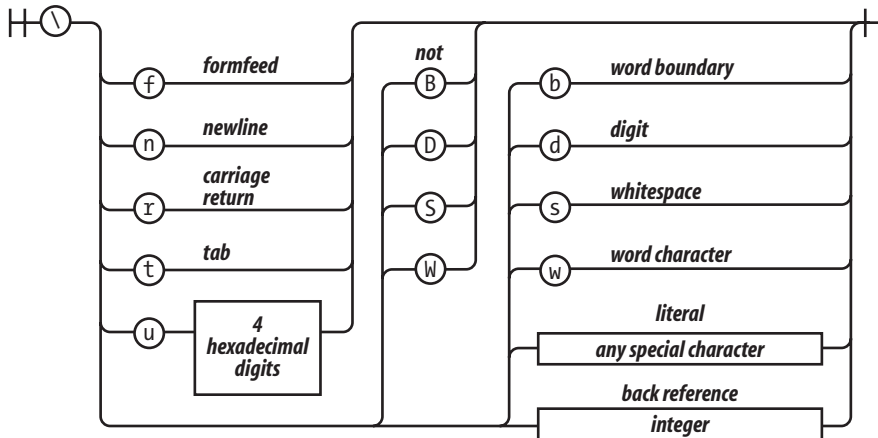 \
f formfeed
n newline
r carriage
return
t tab
u 4
hexadecimal
digits
not
B
D
S
W
b word boundary
d digit
s whitespace
w word character
literal
any special character
back reference
integer